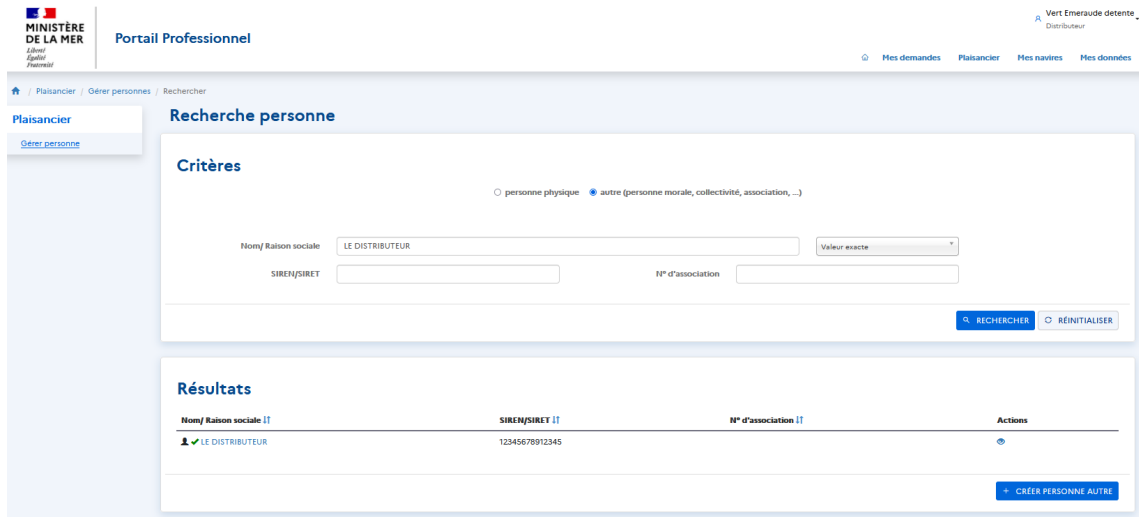 MINISTÈRE
DE LA MER
Liberté
Égalité
Fraternité
Portail Professionnel
Vert Emeraude detente
Distributeur
Mes demandes Plaisancier Mes navires Mes données
/ Plaisancier / Gérer personnes / Rechercher
Plaisancier
Gérer personne
Recherche personne
Critères
personne physique autre (personne morale, collectivité, association, ...)
Nom/ Raison sociale LE DISTRIBUTEUR Valeur exacte
SIREN/SIRET N° d'association
RECHERCHER RÉINITIALISER
Résultats
Nom/ Raison sociale SIREN/SIRET N° d'association Actions
LE DISTRIBUTEUR 12345678912345
+ CRÉER PERSONNE AUTRE